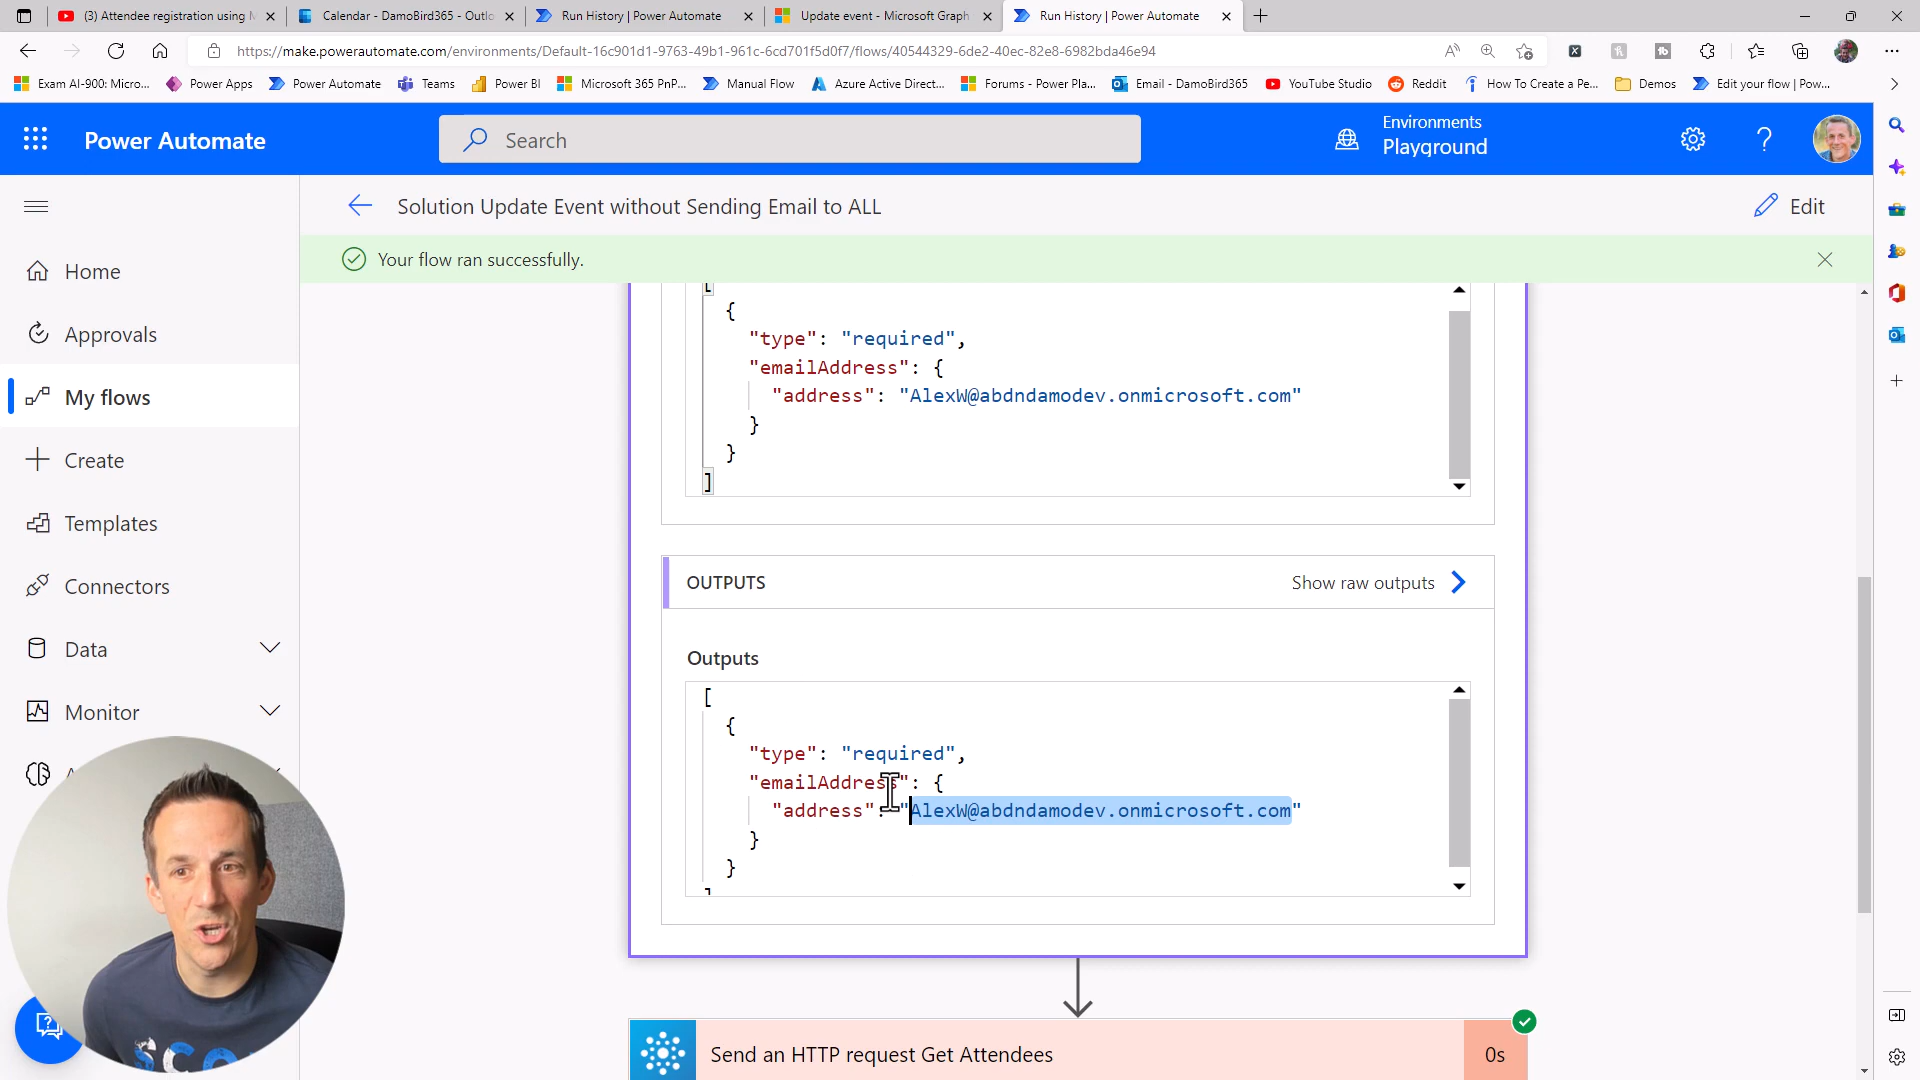 (3) Attendee registration using M
Calendar - DamoBird365 - Outlo
Run History | Power Automate
Update event - Microsoft Graph
Run History | Power Automate
https://make.powerautomate.com/environments/Default-16c901d1-9763-49b1-961c-6cd701f5d0f7/flows/40544329-6de2-40ec-82e8-6982bda46e94
Exam AI-900: Micro...
Power Apps
Power Automate
Teams
Power BI
Microsoft 365 PnP...
Manual Flow
Azure Active Direct...
Forums - Power Pla...
Email - DamoBird365
YouTube Studio
Reddit
How To Create a Pe...
Demos
Edit your flow | Pow...
Power Automate
Search
Environments
Playground
Solution Update Event without Sending Email to ALL
Edit
Your flow ran successfully.
Home
Approvals
My flows
Create
Templates
Connectors
Data
Monitor
[
{
"type": "required",
"emailAddress": {
"address": "AlexW@abdndamodev.onmicrosoft.com"
}
}
]
OUTPUTS
Show raw outputs
Outputs
[
{
"type": "required",
"emailAddress": {
"address": "AlexW@abdndamodev.onmicrosoft.com"
}
}
]
Send an HTTP request Get Attendees
0s